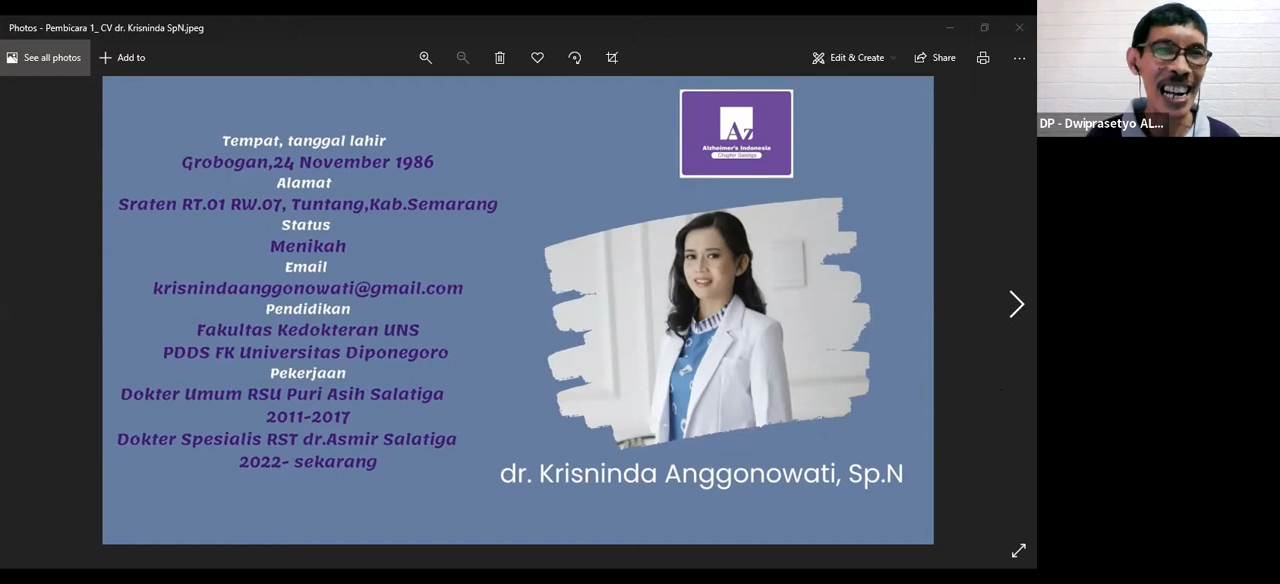 Photos - Pembicara 1_ CV dr. Krisninda SpN.jpeg
See all photos
Add to
Edit & Create
Share
Tempat, tanggal lahir
Grobogan,24 November 1986
Alamat
Sraten RT.01 RW.07, Tuntang,Kab.Semarang
Status
Menikah
Email
krisnindaanggonowati@gmail.com
Pendidikan
Fakultas Kedokteran UNS
PDDS FK Universitas Diponegoro
Pekerjaan
Dokter Umum RSU Puri Asih Salatiga
2011-2017
Dokter Spesialis RST dr.Asmir Salatiga
2022- sekarang
Az
Alzheimer's Indonesia
Chapter Salatiga
dr. Krisninda Anggonowati, Sp.N
DP - Dwiprasetyo AL...